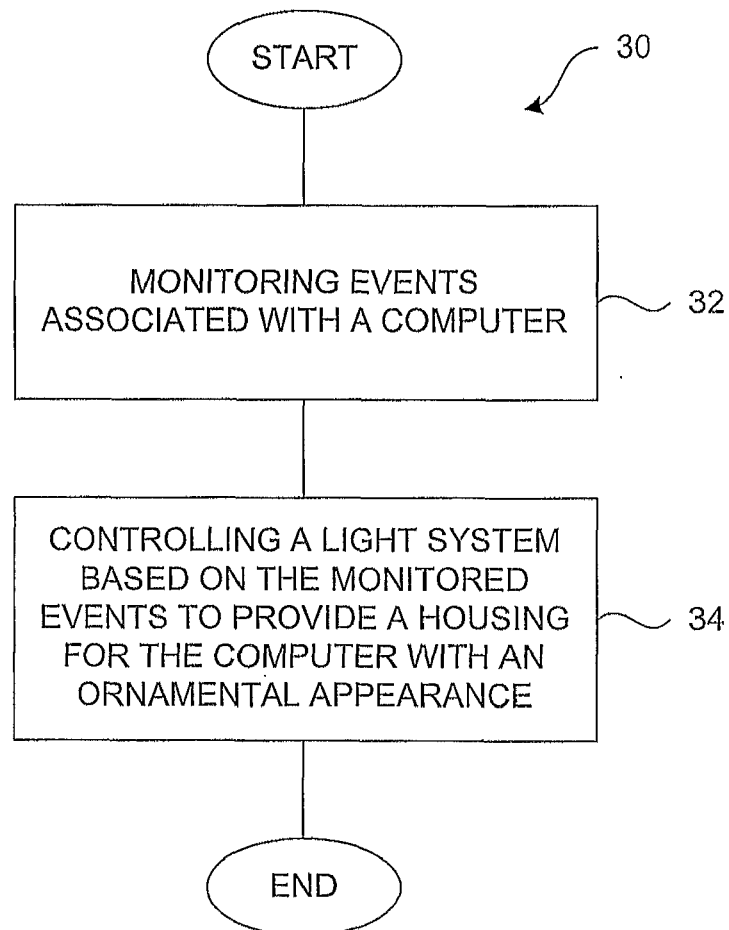 START
30
MONITORING EVENTS
ASSOCIATED WITH A COMPUTER
32
CONTROLLING A LIGHT SYSTEM
BASED ON THE MONITORED
EVENTS TO PROVIDE A HOUSING
FOR THE COMPUTER WITH AN
ORNAMENTAL APPEARANCE
34
END